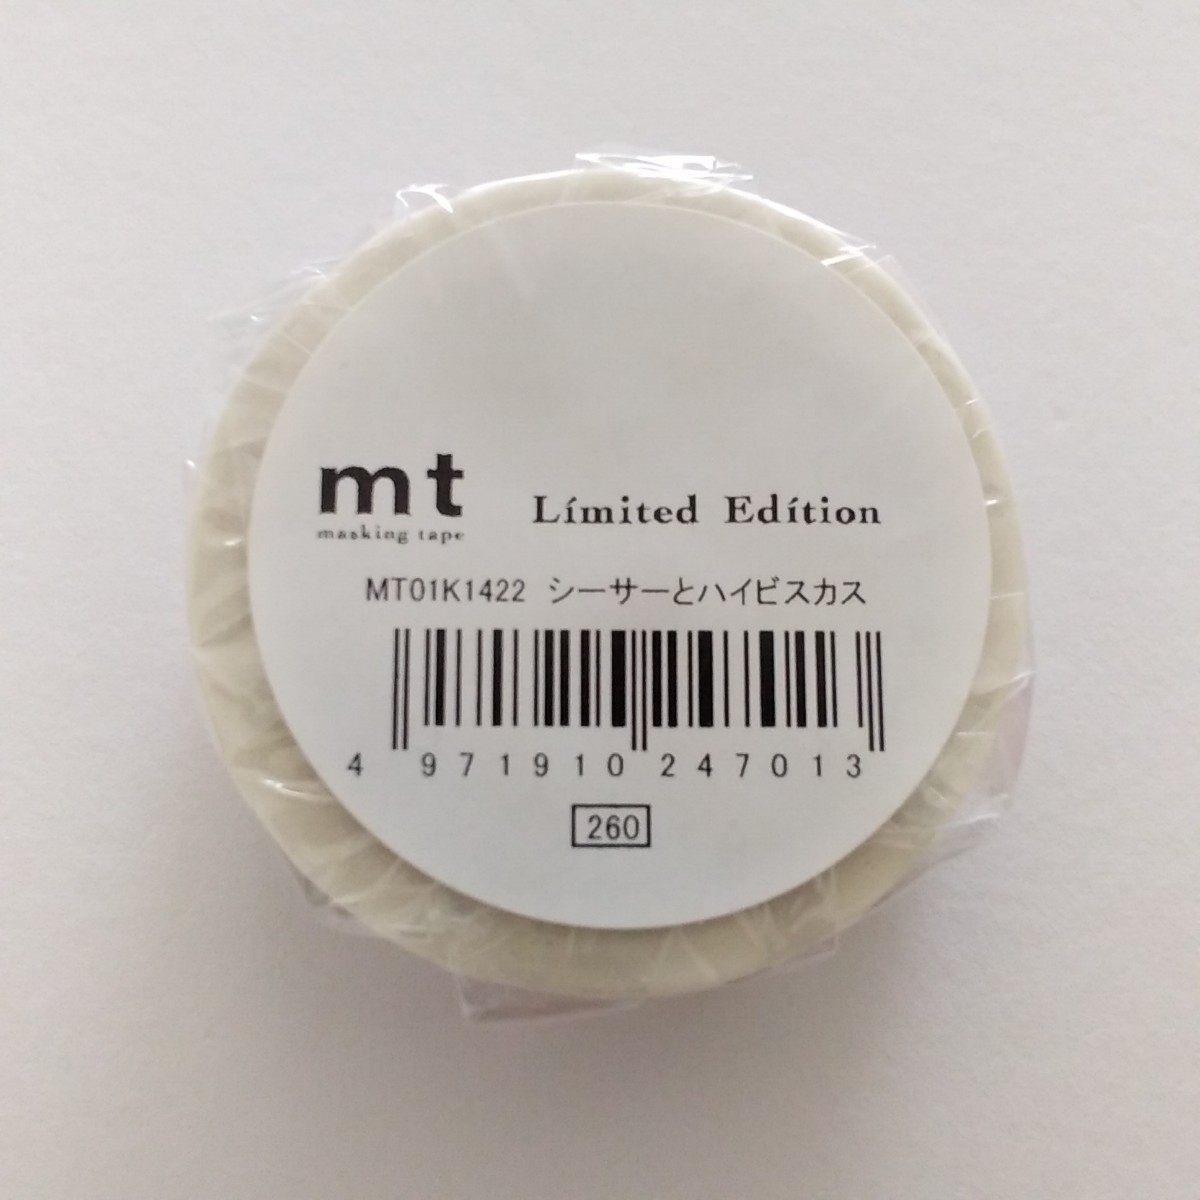 mt
masking tape
Límited Edítion
MT01K1422 シーサーとハイビスカス
4 971910 247013
260